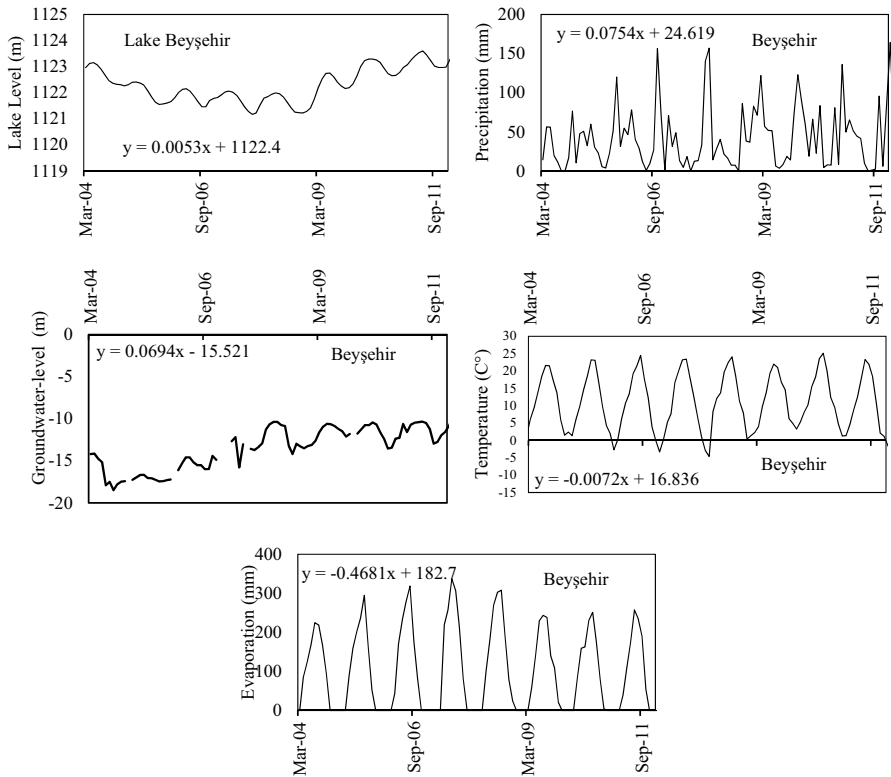 Lake Level (m)
1125
1124
1123
1122
1121
1120
1119
Lake Beyşehir
y = 0.0053x + 1122.4
Mar-04
Sep-06
Mar-09
Sep-11
Precipitation (mm)
200
150
100
50
0
y = 0.0754x + 24.619
Beyşehir
Mar-04
Sep-06
Mar-09
Sep-11
Mar-04
Sep-06
Mar-09
Sep-11
Groundwater-level (m)
0
-5
-10
-15
-20
y = 0.0694x - 15.521
Beyşehir
Mar-04
Sep-06
Mar-09
Sep-11
Temperature (C°)
30
25
20
15
10
5
0
-5
-10
-15
Beyşehir
y = -0.0072x + 16.836
Evaporation (mm)
400
300
200
100
0
y = -0.4681x + 182.7
Beyşehir
Mar-04
Sep-06
Mar-09
Sep-11